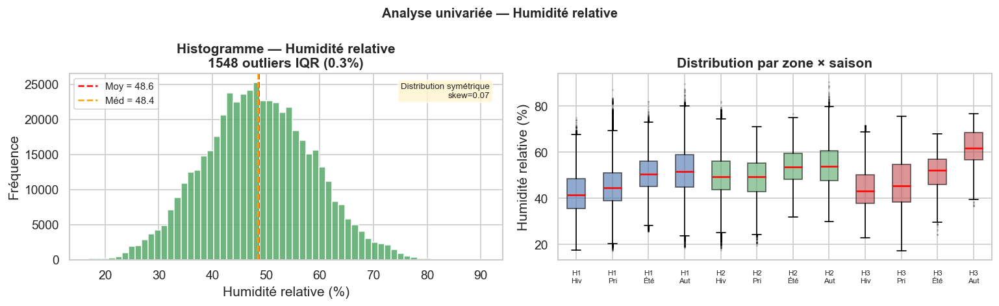 Analyse univariée — Humidité relative
Histogramme — Humidité relative
1548 outliers IQR (0.3%)
Moy = 48.6
Méd = 48.4
Distribution symétrique
skew=0.07
Fréquence
25000
20000
15000
10000
5000
0
20 30 40 50 60 70 80 90
Humidité relative (%)
Distribution par zone × saison
Humidité relative (%)
80
60
40
20
H1 H1 H1 H1 H2 H2 H2 H2 H3 H3 H3 H3
Hiv Pri Été Aut Hiv Pri Été Aut Hiv Pri Été Aut